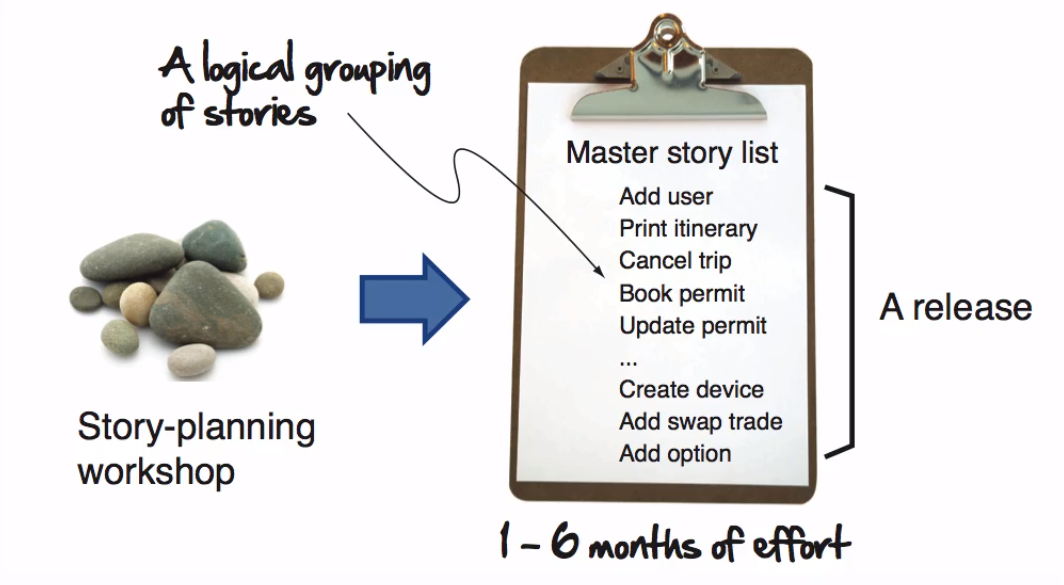 A logical grouping
of stories
Master story list
Add user
Print itinerary
Cancel trip
Book permit
Update permit
...
Create device
Add swap trade
Add option
A release
Story-planning
workshop
1 – 6 months of effort